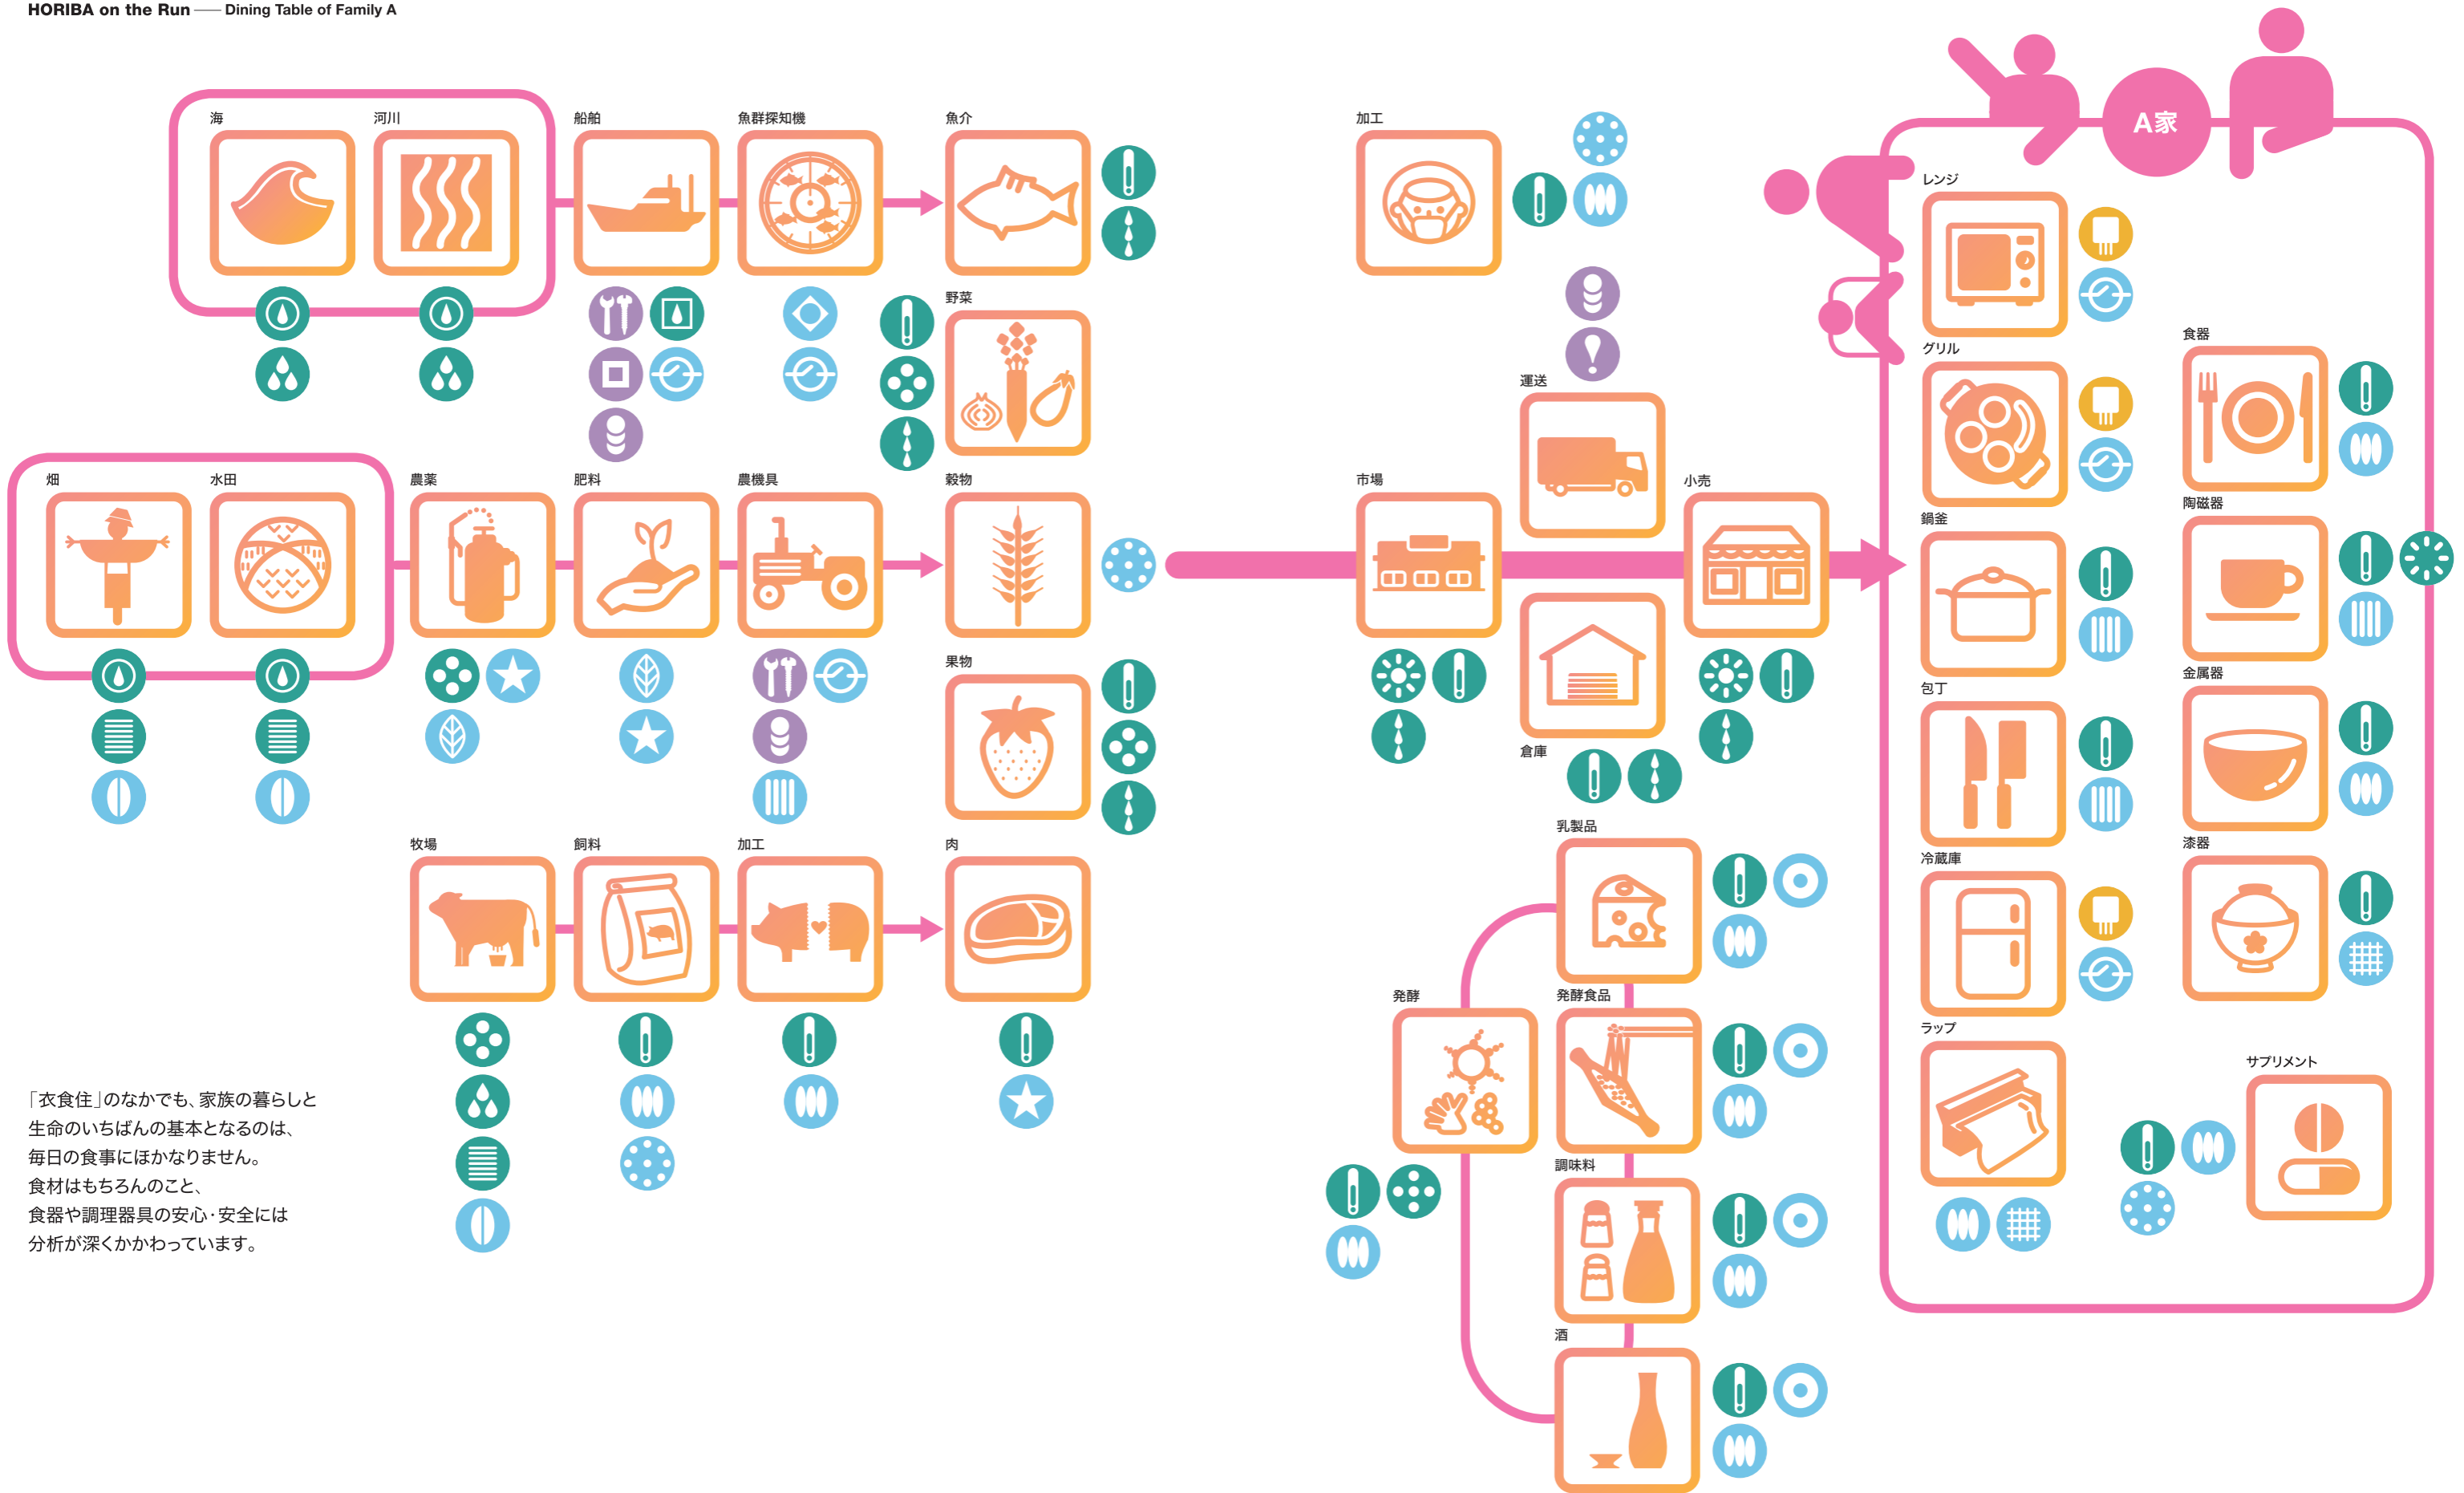 HORIBA on the Run —— Dining Table of Family A
海
河川
船舶
魚群探知機
魚介
野菜
畑
水田
農薬
肥料
農機具
穀物
果物
牧場
飼料
加工
肉
「衣食住」のなかでも、家族の暮らしと
生命のいちばんの基本となるのは、
毎日の食事にほかなりません。
食材はもちろんのこと、
食器や調理器具の安心・安全には
分析が深くかかわっています。
加工
運送
市場
小売
倉庫
乳製品
発酵
発酵食品
調味料
酒
A家
レンジ
グリル
鍋釜
包丁
冷蔵庫
ラップ
食器
陶磁器
金属器
漆器
サプリメント